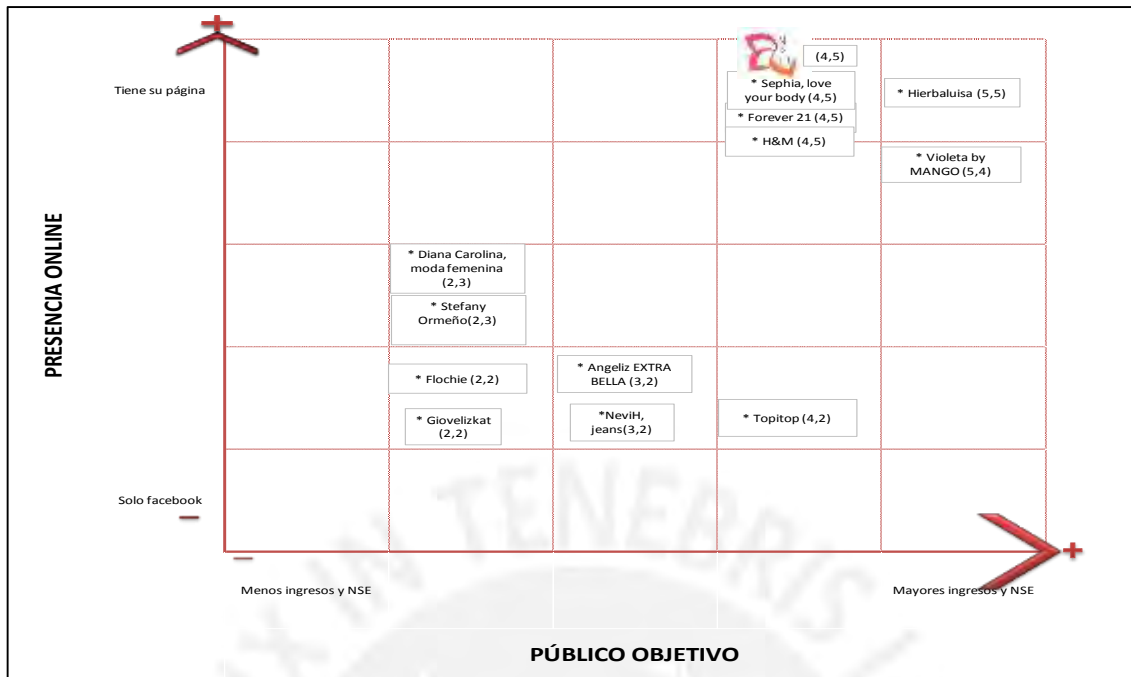 (4,5)
Tiene su página
* Sephia, love
your body (4,5)
* Hierbaluisa (5,5)
* Forever 21 (4,5)
* H&M (4,5)
* Violeta by
MANGO (5,4)
PRESENCIA ONLINE
* Diana Carolina,
moda femenina
(2,3)
* Stefany
Ormeño(2,3)
* Flochie (2,2)
* Angeliz EXTRA
BELLA (3,2)
* Giovelizkat
(2,2)
*NeviH,
jeans(3,2)
* Topitop (4,2)
Solo facebook
Menos ingresos y NSE
Mayores ingresos y NSE
PÚBLICO OBJETIVO
IN TENEBRIS